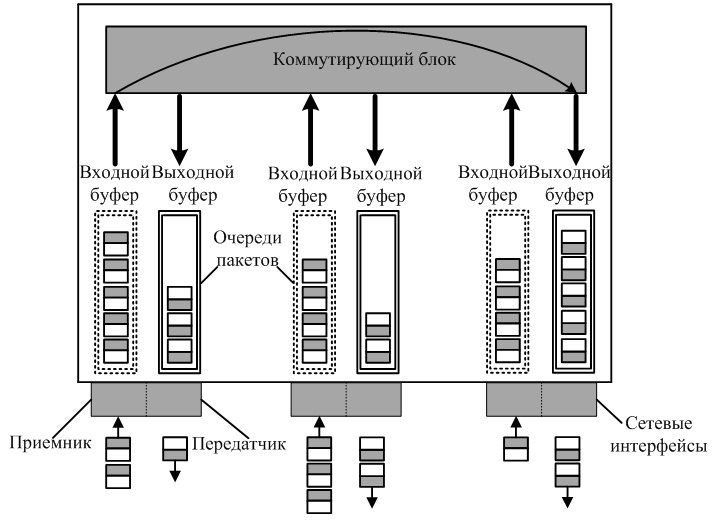 Коммутирующий блок
Входной
буфер
Выходной
буфер
Входной
буфер
Выходной
буфер
Входной
буфер
Выходной
буфер
Очереди
пакетов
Приемник
Передатчик
Сетевые
интерфейсы